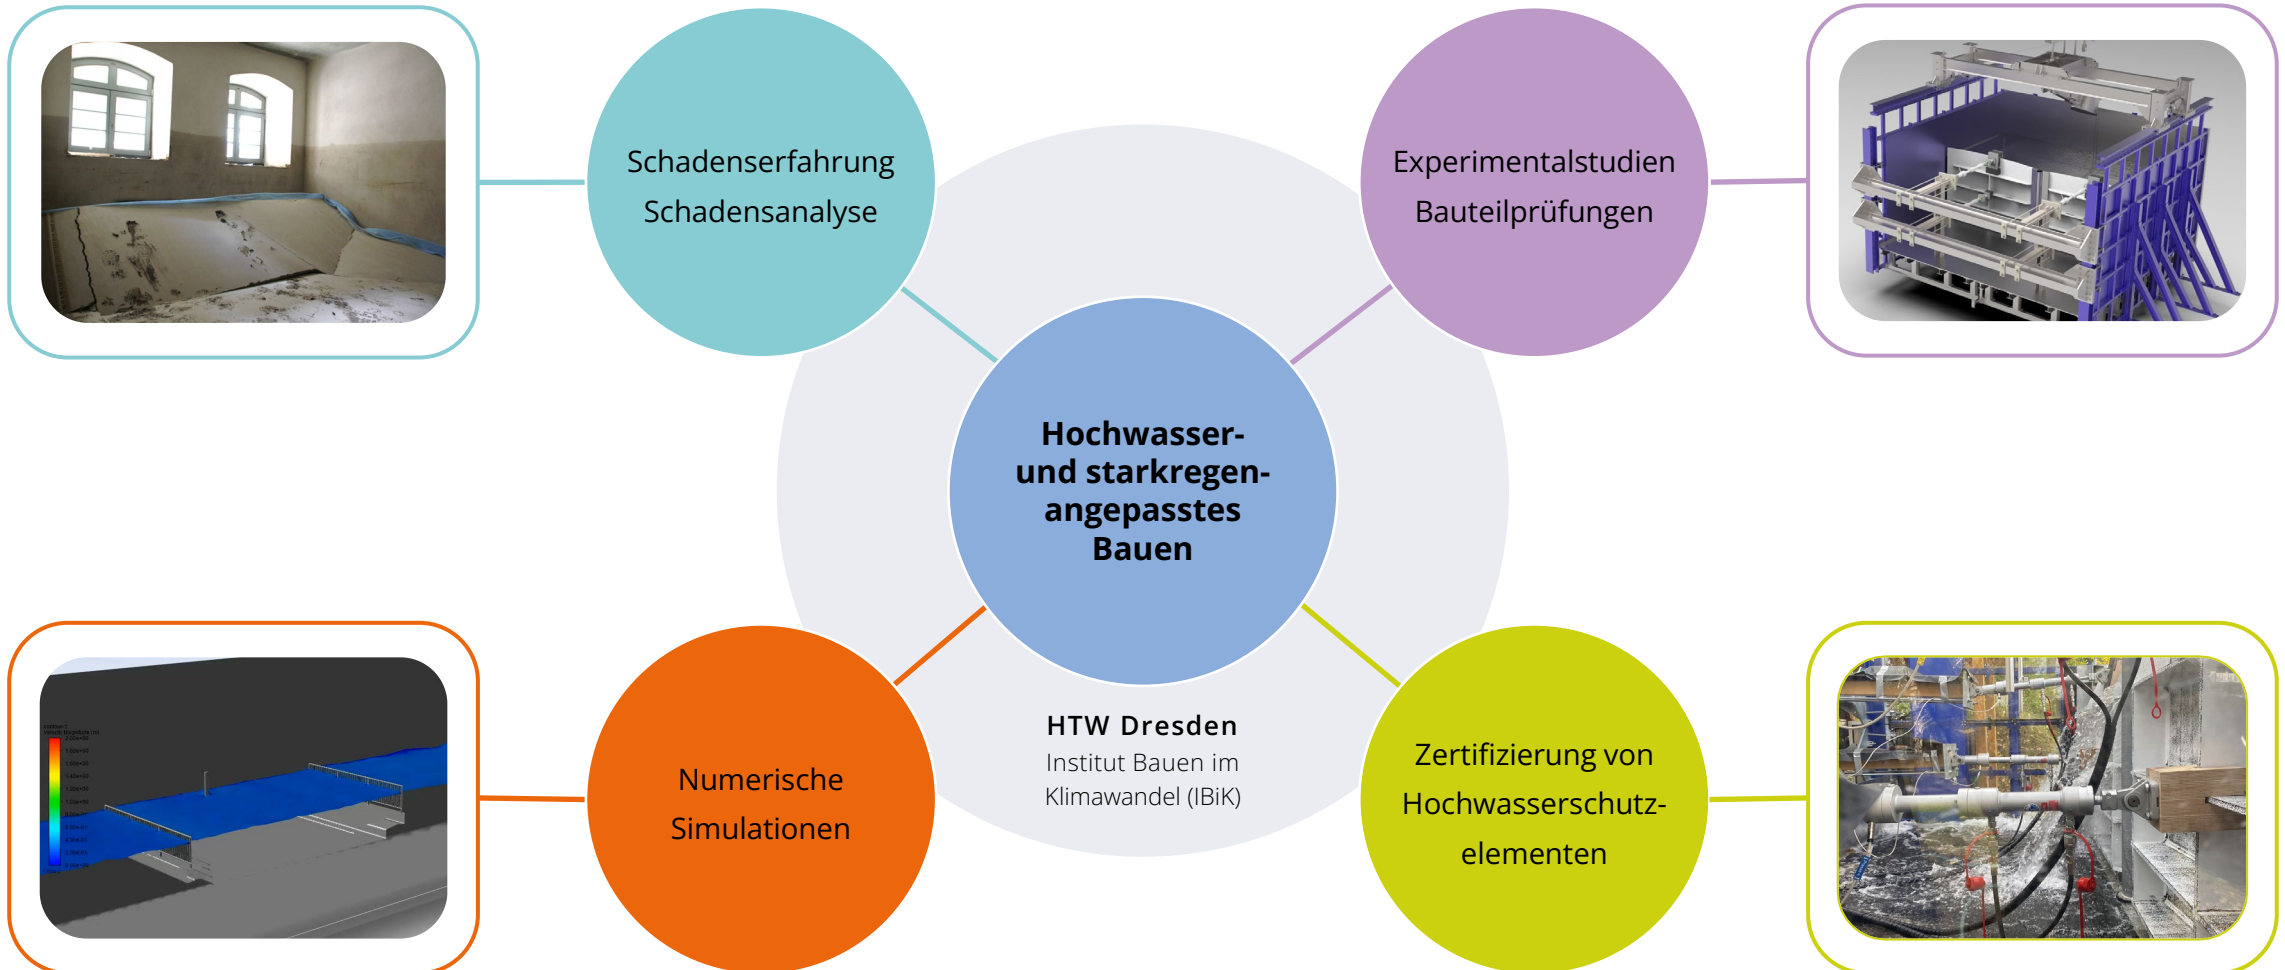 Schadenserfahrung
Schadensanalyse
Experimentalstudien
Bauteilprüfungen
Hochwasser-
und starkregen-
angepasstes
Bauen
HTW Dresden
Institut Bauen im
Klimawandel (IBiK)
Numerische
Simulationen
Zertifizierung von
Hochwasserschutz-
elementen